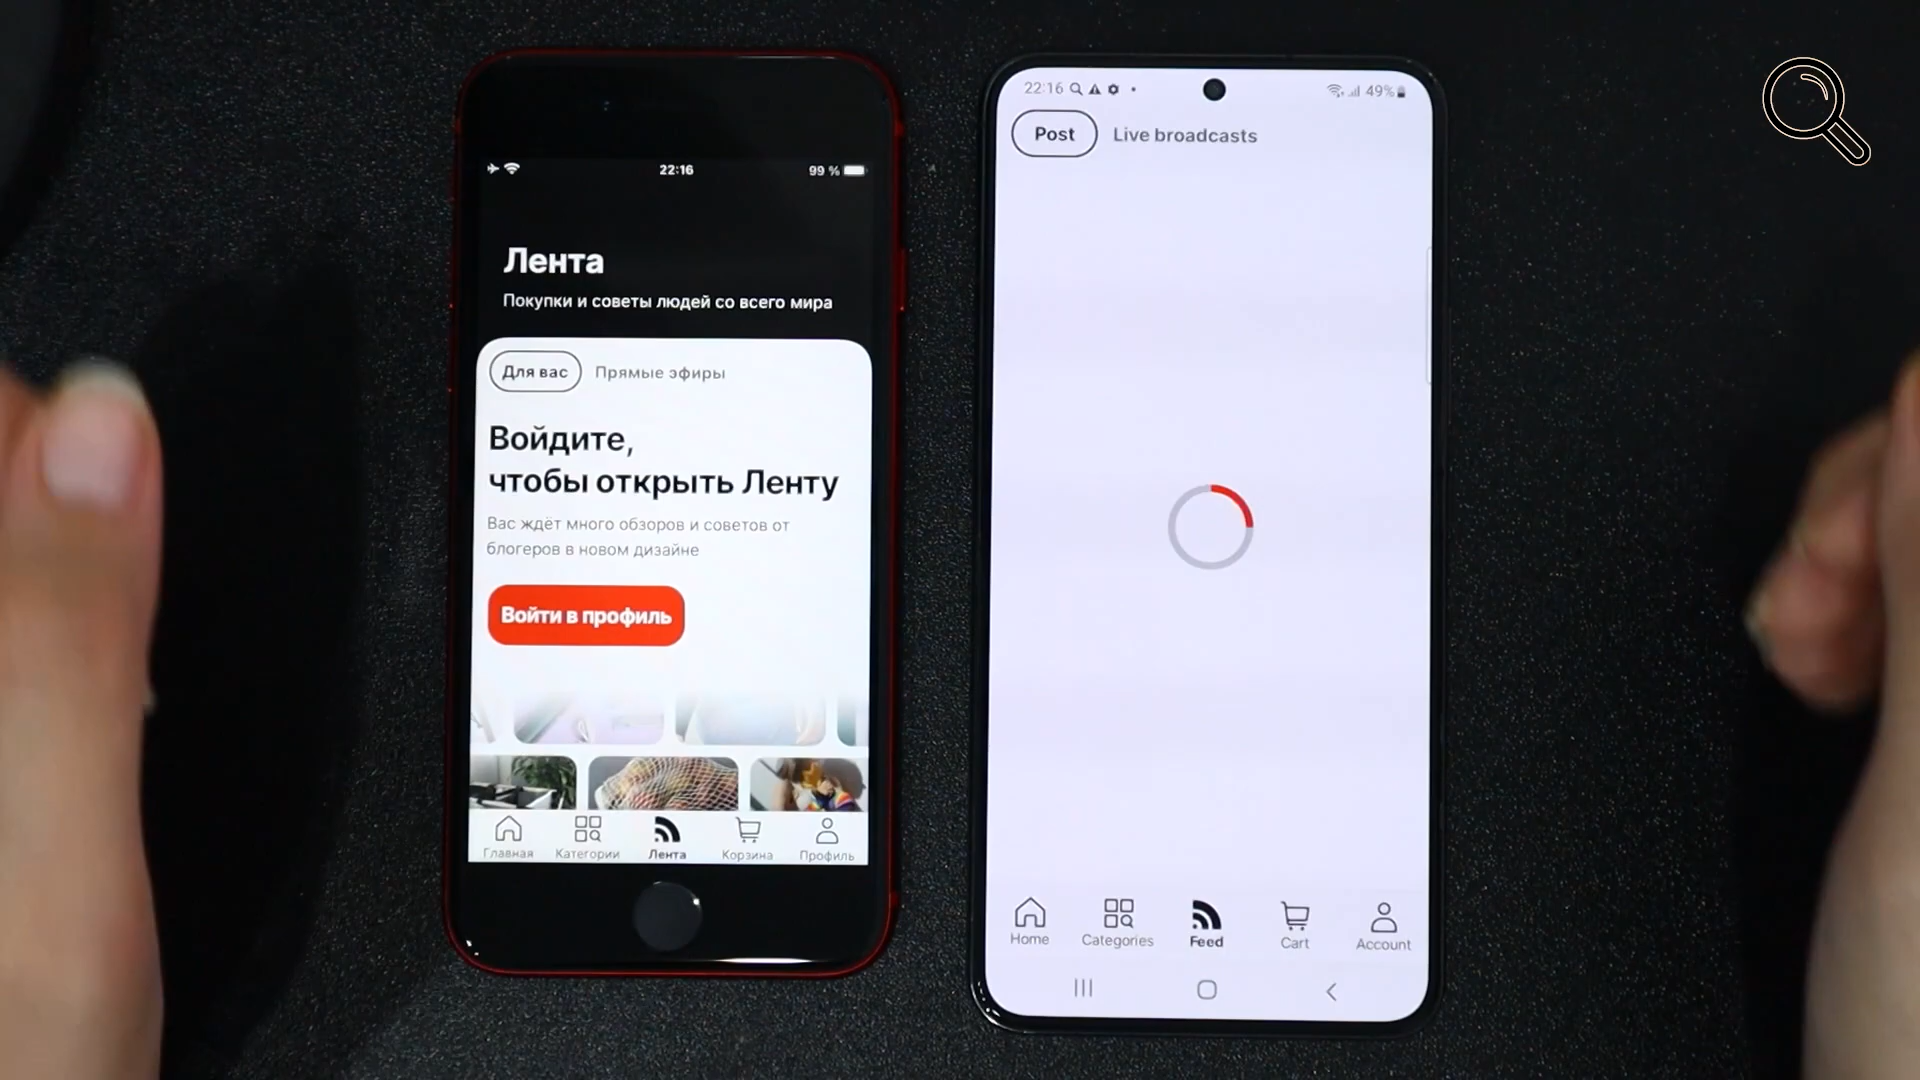 22:16
99 %
Лента
Покупки и советы людей со всего мира
Для вас
Прямые эфиры
Войдите,
чтобы открыть Ленту
Вас ждёт много обзоров и советов от
блогеров в новом дизайне
Войти в профиль
Главная
Категории
Лента
Корзина
Профиль
22:16
49%
Post
Live broadcasts
Home
Categories
Feed
Cart
Account